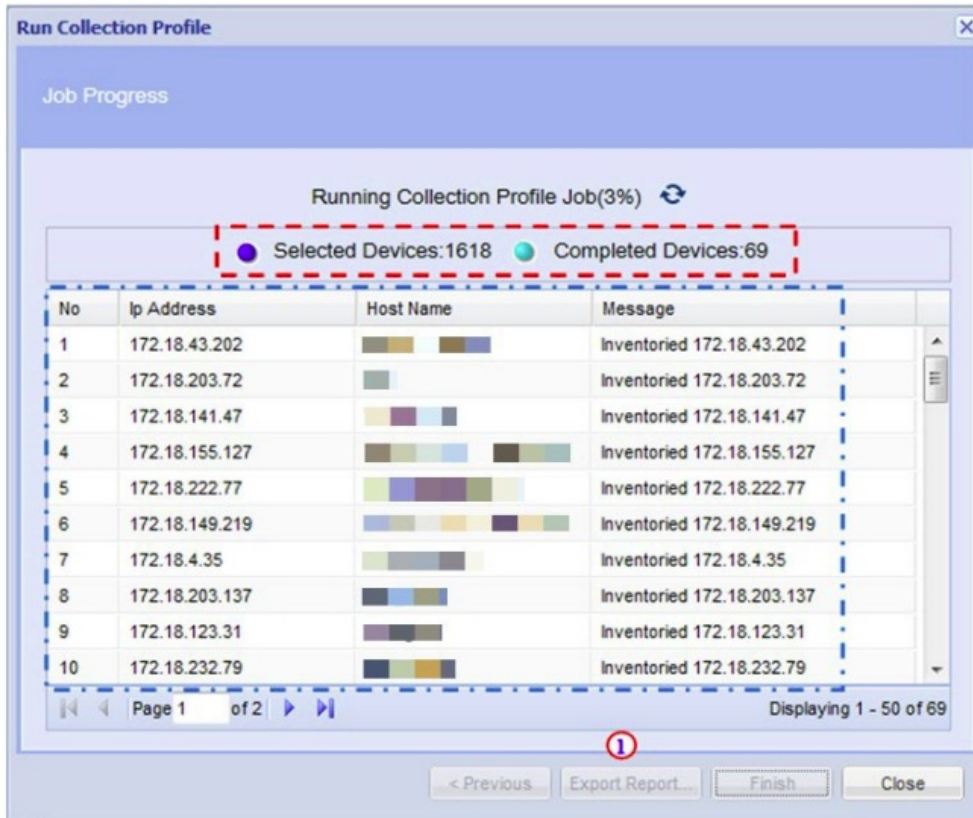 Run Collection Profile
Job Progress
Running Collection Profile Job(3%)
Selected Devices:1618 Completed Devices:69
No Ip Address Host Name Message
1 172.18.43.202 Inventoried 172.18.43.202
2 172.18.203.72 Inventoried 172.18.203.72
3 172.18.141.47 Inventoried 172.18.141.47
4 172.18.155.127 Inventoried 172.18.155.127
5 172.18.222.77 Inventoried 172.18.222.77
6 172.18.149.219 Inventoried 172.18.149.219
7 172.18.4.35 Inventoried 172.18.4.35
8 172.18.203.137 Inventoried 172.18.203.137
9 172.18.123.31 Inventoried 172.18.123.31
10 172.18.232.79 Inventoried 172.18.232.79
Page 1 of 2 Displaying 1 - 50 of 69
1
< Previous Export Report... Finish Close